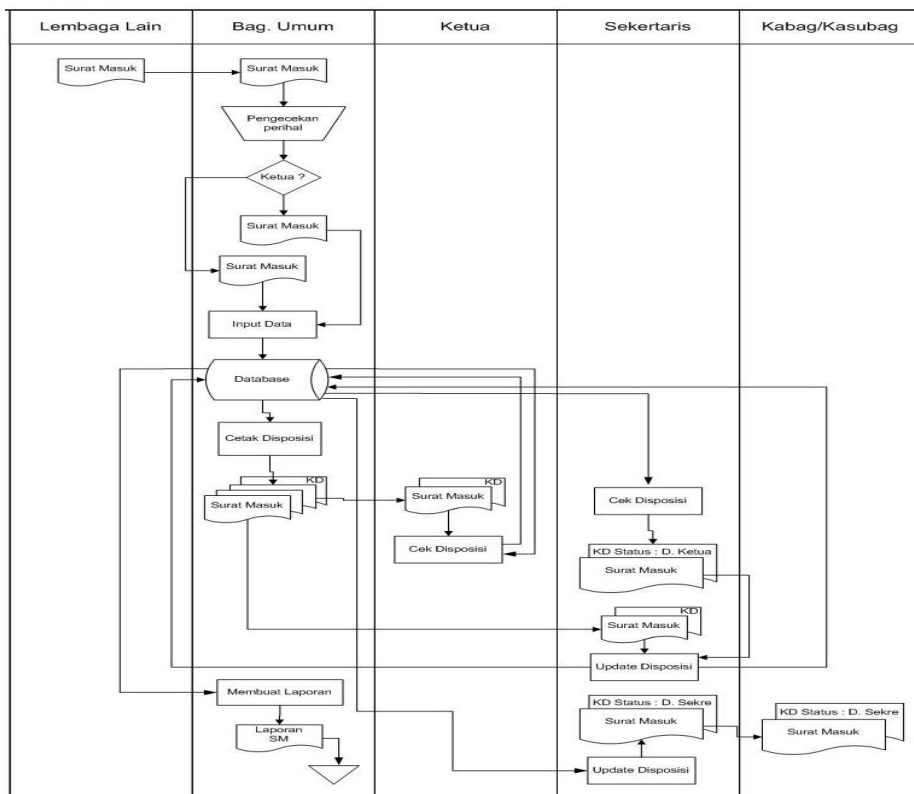 Lembaga Lain
Bag. Umum
Ketua
Sekertaris
Kabag/Kasubag
Surat Masuk
Surat Masuk
Pengecekan
perihal
Ketua ?
Surat Masuk
Surat Masuk
Input Data
Database
Cetak Disposisi
KD
Surat Masuk
KD
Surat Masuk
Cek Disposisi
Cek Disposisi
KD Status : D. Ketua
Surat Masuk
KD
Surat Masuk
Update Disposisi
Membuat Laporan
Laporan
SM
KD Status : D. Sekre
Surat Masuk
Update Disposisi
KD Status : D. Sekre
Surat Masuk